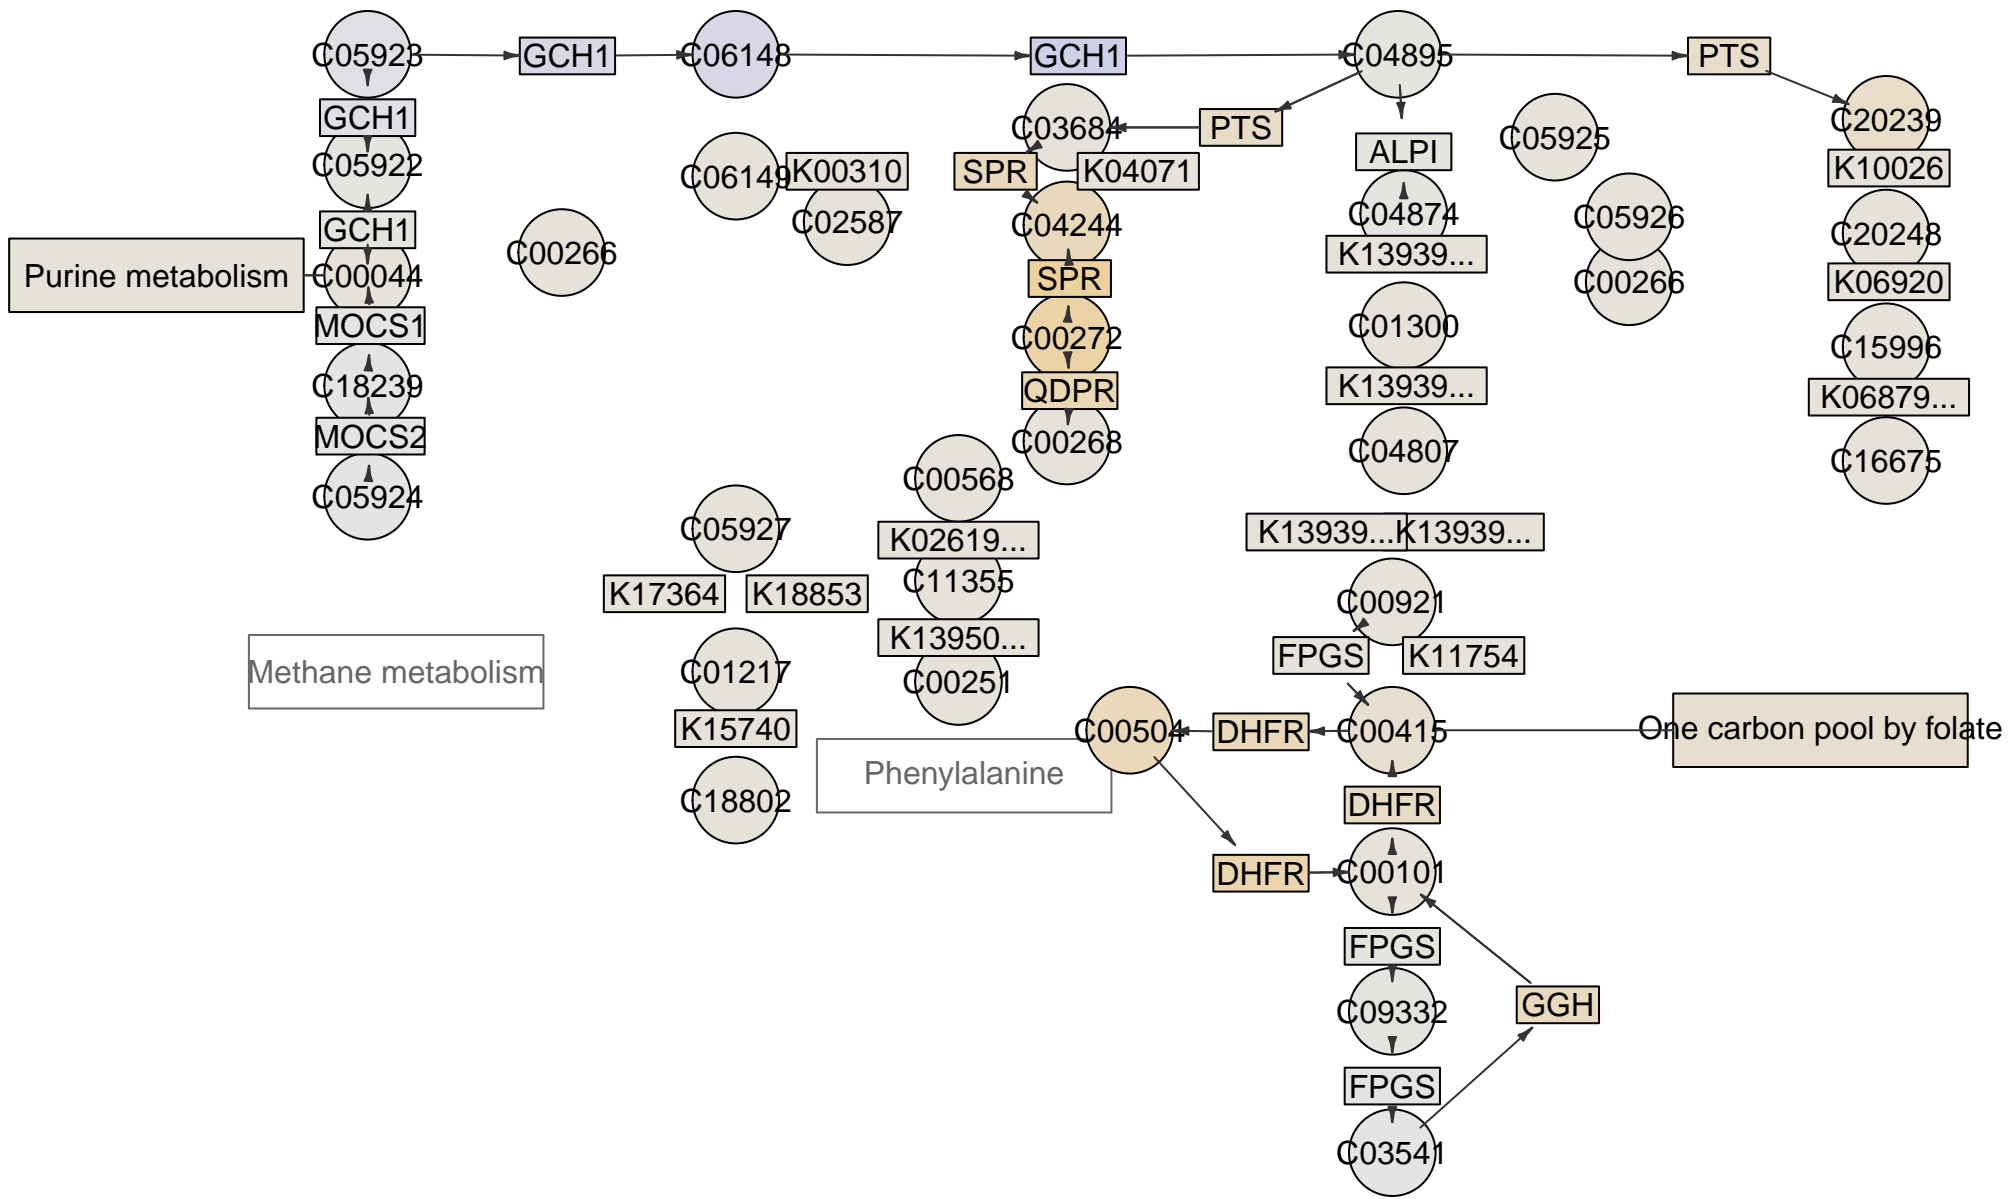 C05923
GCH1
C06148
GCH1
C04895
PTS
GCH1
C03684
PTS
C05925
C20239
C05922
C06149
K00310
SPR
K04071
ALPI
K10026
GCH1
C00266
C02587
C04244
C04874
C05926
C20248
Purine metabolism
C00044
SPR
K13939...
C00266
K06920
MOCS1
C00272
C01300
C15996
C18239
QDPR
K13939...
K06879...
MOCS2
C00268
C04807
C16675
C05924
C00568
C05927
K02619...
K13939...
K13939...
K17364
K18853
C11355
C00921
Methane metabolism
C01217
K13950...
FPGS
K11754
C00251
K15740
C00504
DHFR
C00415
One carbon pool by folate
Phenylalanine
C18802
DHFR
DHFR
C00101
FPGS
C09332
GGH
FPGS
C03541